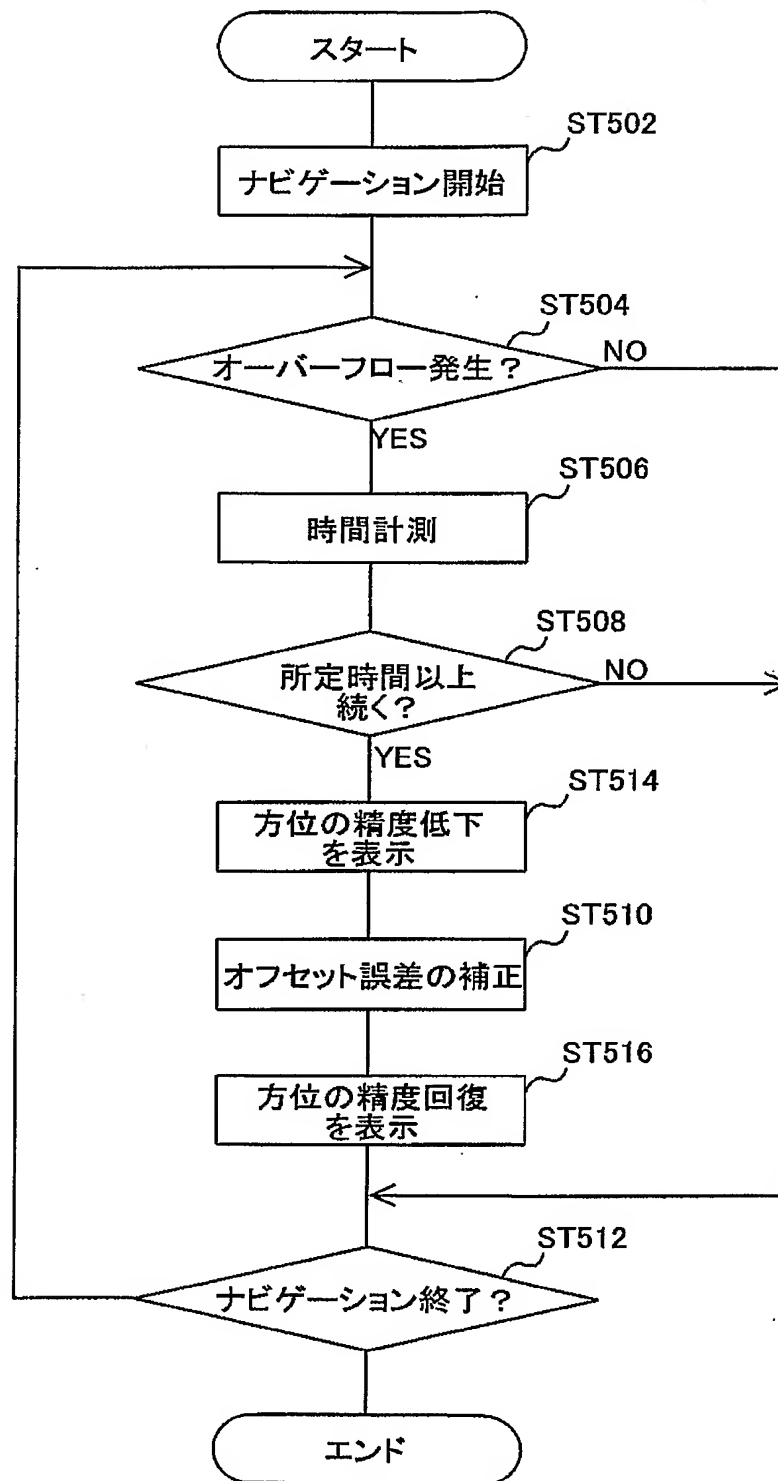 スタート
ST502
ナビゲーション開始
ST504
オーバーフロー発生？
NO
YES
ST506
時間計測
ST508
所定時間以上
続く？
NO
YES
ST514
方位の精度低下
を表示
ST510
オフセット誤差の補正
ST516
方位の精度回復
を表示
ST512
ナビゲーション終了？
エンド